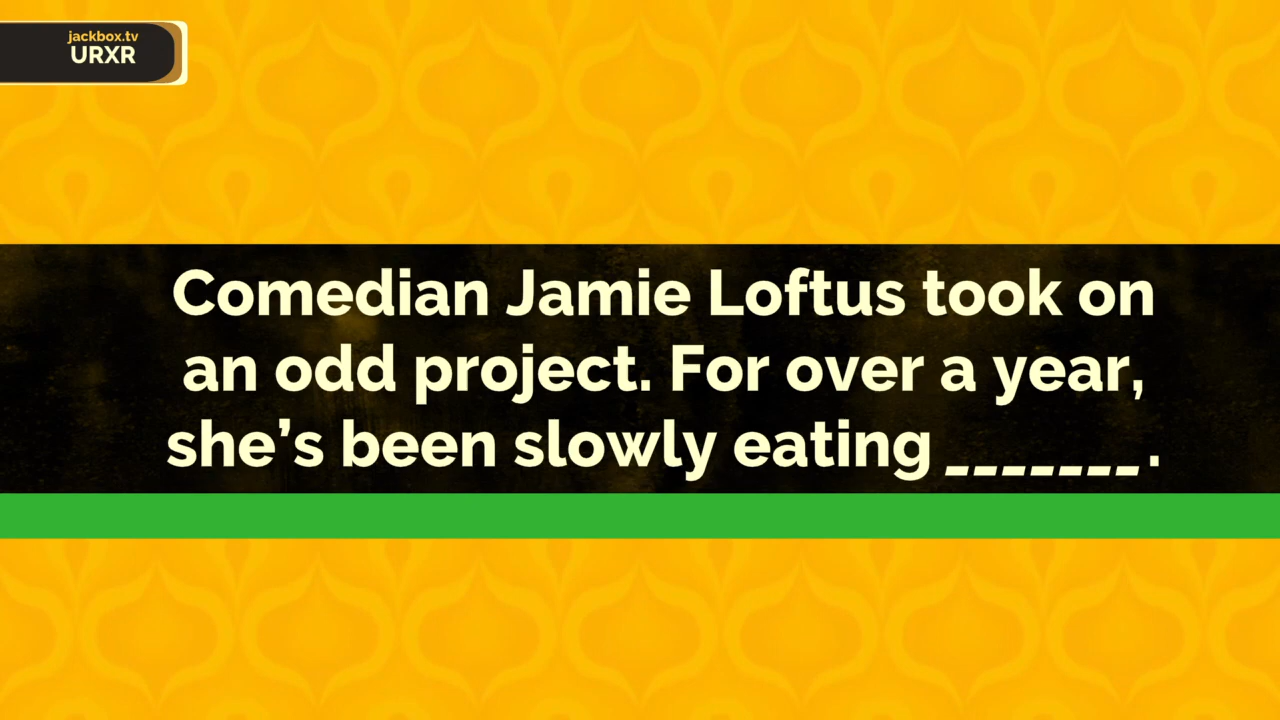 jackbox.tv
URXR
Comedian Jamie Loftus took on
an odd project. For over a year,
she’s been slowly eating _______.